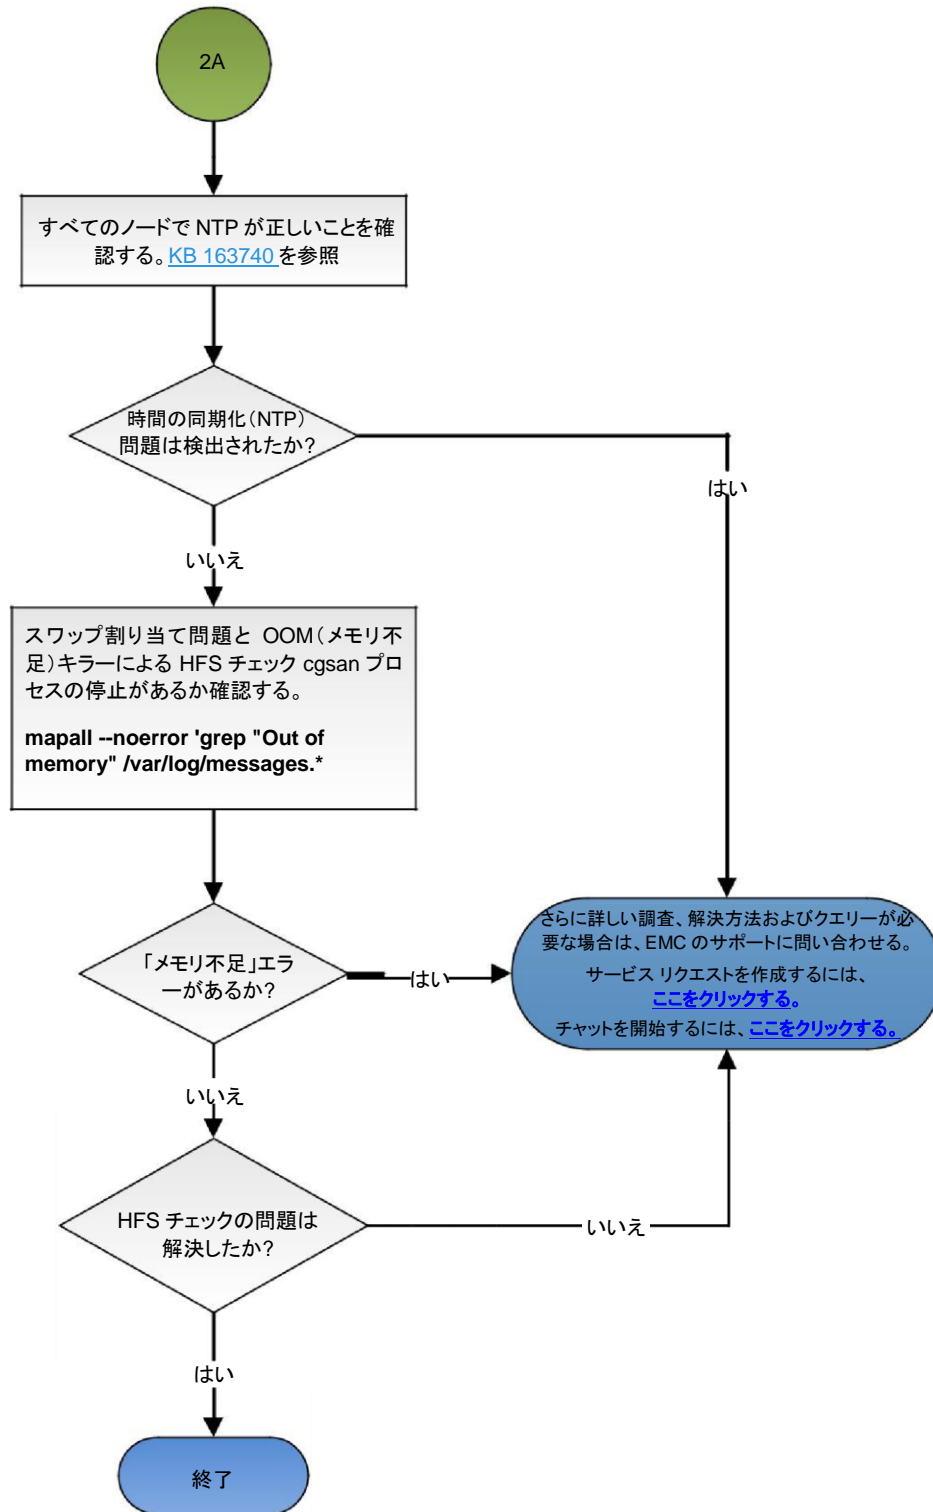 2A
すべてのノードで NTP が正しいことを確
認する。KB 163740 を参照
時間の同期化（NTP）
問題は検出されたか?
はい
いいえ
スワップ割り当て問題と OOM（メモリ不
足）キラーによる HFS チェック cgsan プロ
セスの停止があるか確認する。
mapall --noerror 'grep "Out of
memory" /var/log/messages.*
「メモリ不足」エラ
ーがあるか?
はい
さらに詳しい調査、解決方法およびクエリーが必
要な場合は、EMC のサポートに問い合わせる。
サービス リクエストを作成するには、
ここをクリックする。
チャットを開始するには、ここをクリックする。
いいえ
HFS チェックの問題は
解決したか?
いいえ
はい
終了